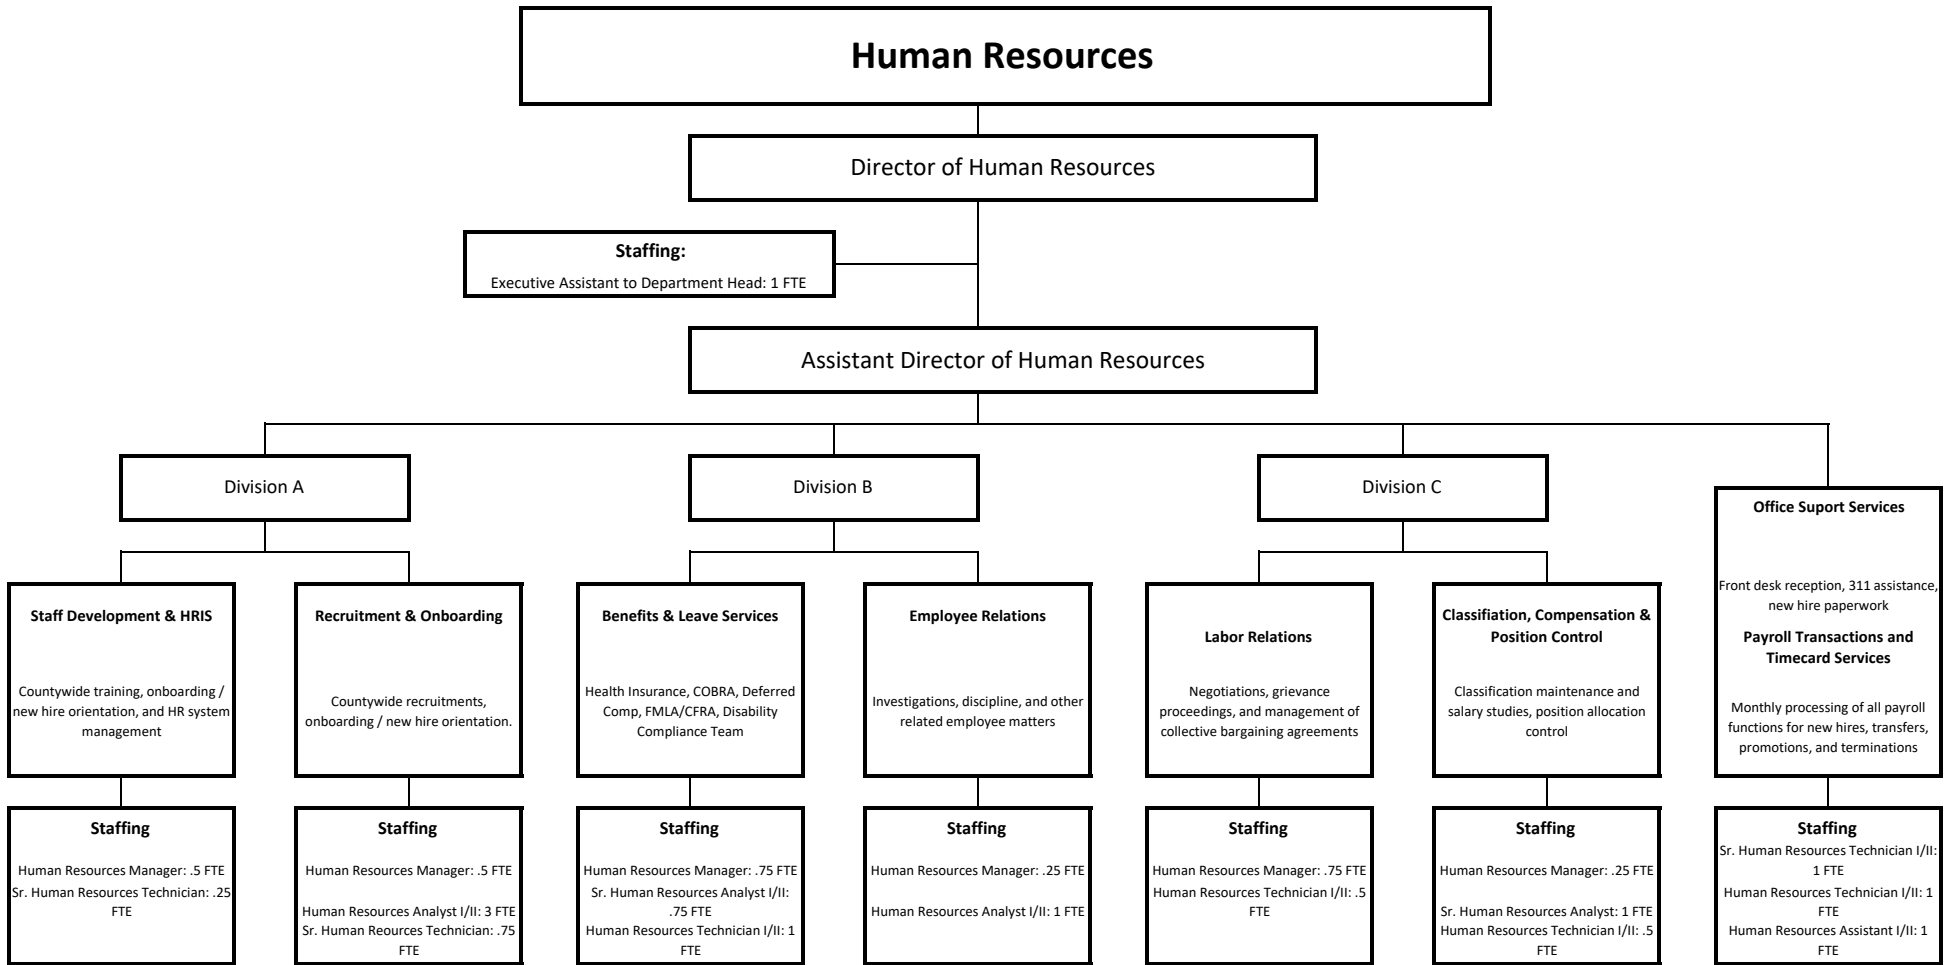 Human Resources
Director of Human Resources
Staffing:
Executive Assistant to Department Head: 1 FTE
Assistant Director of Human Resources
Division A
Division B
Division C
Staff Development & HRIS
Countywide training, onboarding /
new hire orientation, and HR system
management
Recruitment & Onboarding
Countywide recruitments,
onboarding / new hire orientation.
Benefits & Leave Services
Health Insurance, COBRA, Deferred
Comp, FMLA/CFRA, Disability
Compliance Team
Employee Relations
Investigations, discipline, and other
related employee matters
Labor Relations
Negotiations, grievance
proceedings, and management of
collective bargaining agreements
Classifiation, Compensation &
Position Control
Classification maintenance and
salary studies, position allocation
control
Office Suport Services
Front desk reception, 311 assistance,
new hire paperwork
Payroll Transactions and
Timecard Services
Monthly processing of all payroll
functions for new hires, transfers,
promotions, and terminations
Staffing
Human Resources Manager: .5 FTE
Sr. Human Resources Technician: .25
FTE
Staffing
Human Resources Manager: .5 FTE
Human Resources Analyst I/II: 3 FTE
Sr. Human Reources Technician: .75
FTE
Staffing
Human Resources Manager: .75 FTE
Sr. Human Resources Analyst I/II:
.75 FTE
Human Resources Technician I/II: 1
FTE
Staffing
Human Resources Manager: .25 FTE
Human Resources Analyst I/II: 1 FTE
Staffing
Human Resources Manager: .75 FTE
Human Resources Technician I/II: .5
FTE
Staffing
Human Resources Manager: .25 FTE
Sr. Human Resources Analyst: 1 FTE
Human Resources Technician I/II: .5
FTE
Staffing
Sr. Human Resources Technician I/II:
1 FTE
Human Resources Technician I/II: 1
FTE
Human Resources Assistant I/II: 1
FTE